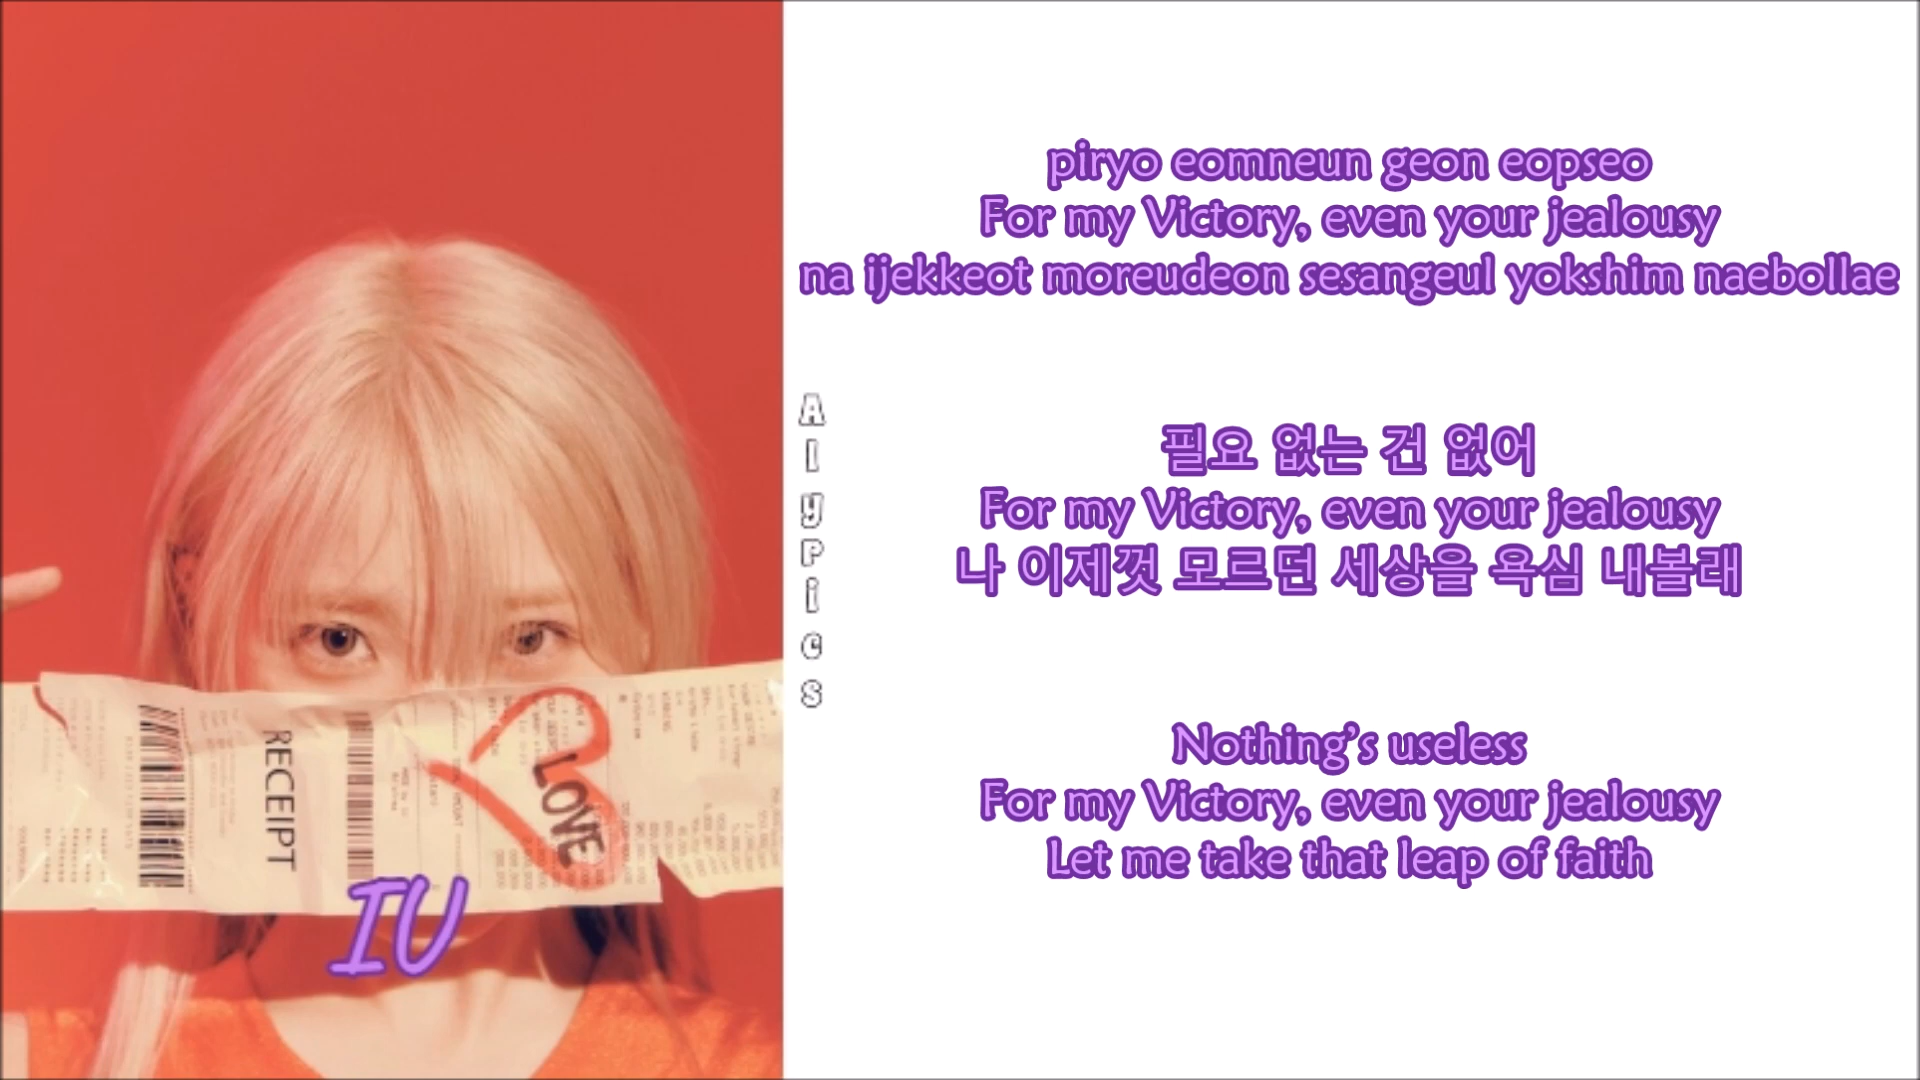 RECEIPT
LOVE
IU
AlyPics
piryo eomneun geon eopseo
For my Victory, even your jealousy
na ijekkeot moreudeon sesangeul yokshim naebollae
필요 없는 건 없어
For my Victory, even your jealousy
나 이제껏 모르던 세상을 욕심 내볼래
Nothing’s useless
For my Victory, even your jealousy
Let me take that leap of faith